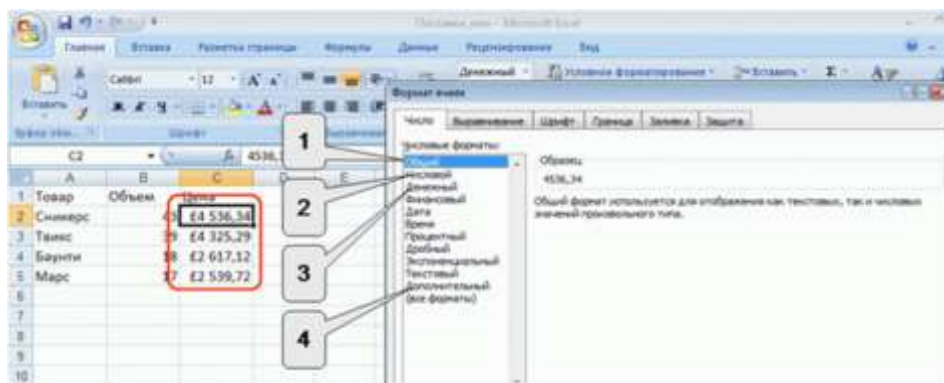 Поставки_new - Microsoft Excel
Главная Вставка Разметка страницы Формулы Данные Рецензирование Вид
Вставить
Calibri 12
Ж К Ч
Денежный
Условное форматирование
Вставить
Шрифт
C2 4536,
Формат ячеек
Число Выравнивание Шрифт Граница Заливка Защита
Числовые форматы:
Общий
Числовой
Денежный
Финансовый
Дата
Время
Процентный
Дробный
Экспоненциальный
Текстовый
Дополнительный
(все форматы)
Образец
4536,34
Общий формат используется для отображения как текстовых, так и числовых
значений произвольного типа.
A B C D E
1 Товар Объем Цена
2 Сникерс £4 536,34
3 Твикс £4 325,29
4 Баунти £2 617,12
5 Марс £2 539,72
6
7
8
9
10
1
2
3
4